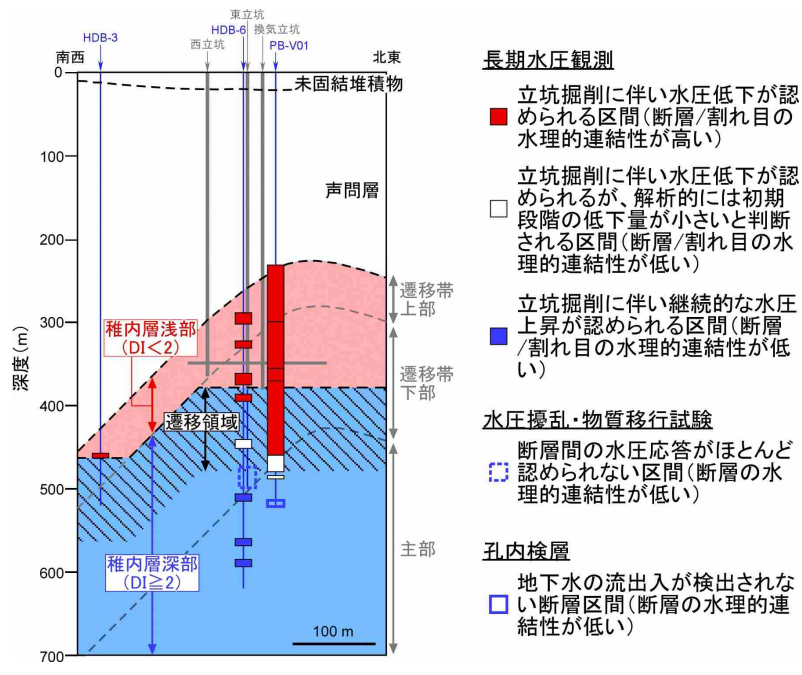 東立坑
HDB-6
換気立坑
HDB-3
西立坑
PB-V01
南西
北東
0
未固結堆積物
100
声問層
200
300
遷移帯
上部
稚内層浅部
(DI<2)
深度(m)
遷移帯
下部
400
遷移領域
500
主部
稚内層深部
(DI≧2)
600
100 m
700
長期水圧観測
立坑掘削に伴い水圧低下が認
められる区間(断層/割れ目の
水理的連結性が高い)
立坑掘削に伴い水圧低下が認
められるが、解析的には初期
段階の低下量が小さいと判断
される区間(断層/割れ目の水
理的連結性が低い)
立坑掘削に伴い継続的な水圧
上昇が認められる区間(断層
/割れ目の水理的連結性が低
い)
水圧擾乱・物質移行試験
断層間の水圧応答がほとんど
認められない区間(断層の水
理的連結性が低い)
孔内検層
地下水の流出入が検出されな
い断層区間(断層の水理的連
結性が低い)